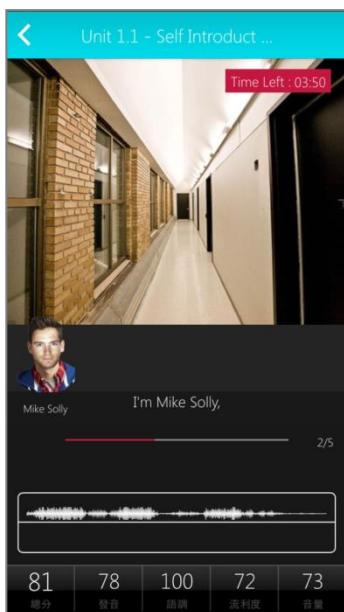 Unit 1.1 - Self Introduct ...
Time Left : 03:50
Mike Solly
I'm Mike Solly,
2/5
81 78 100 72 73
總分 發音 語調 流利度 音量